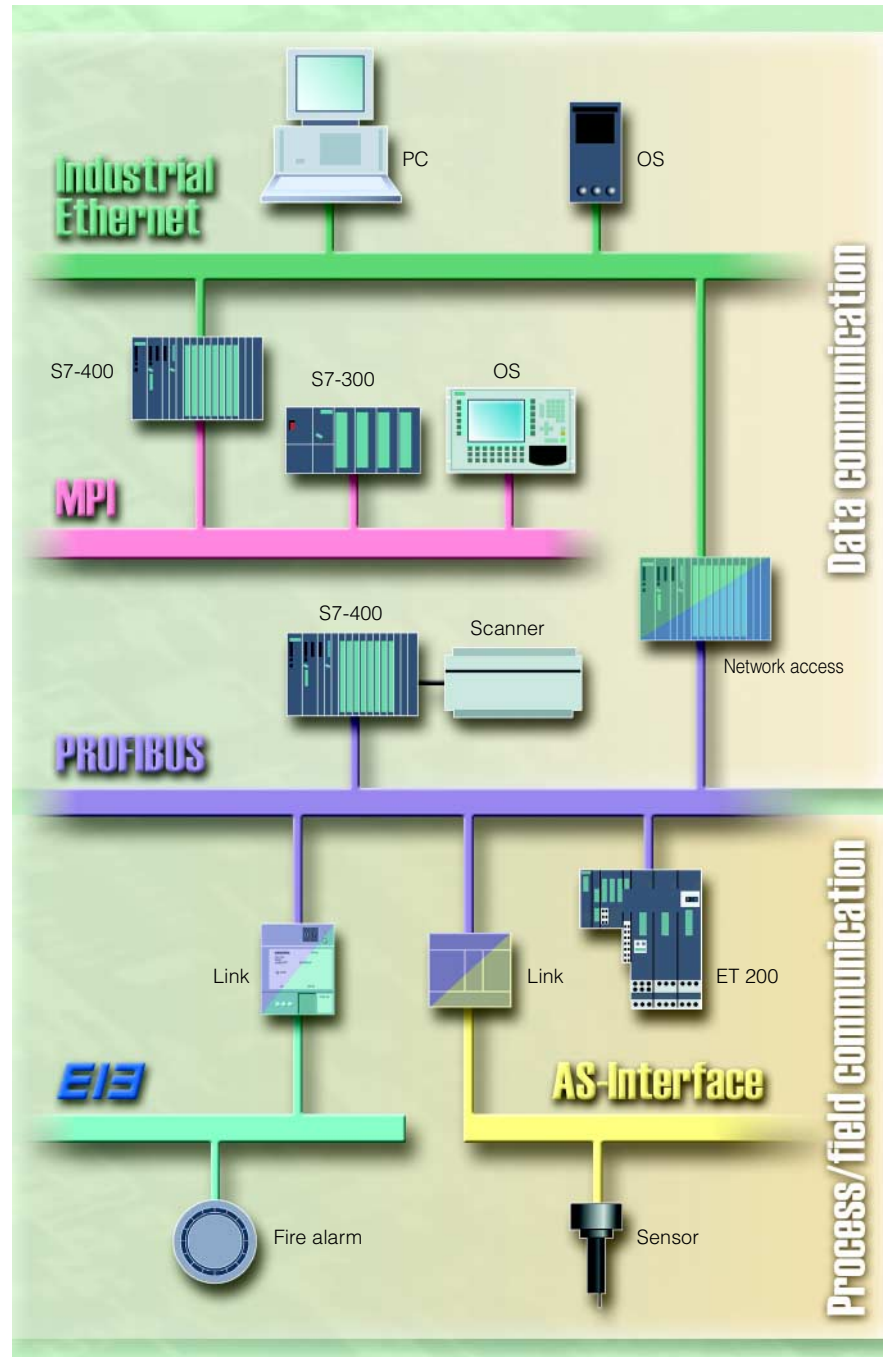 PC
OS
Industrial
Ethernet
Data communication
S7-400
S7-300
OS
MPI
S7-400
Scanner
Network access
PROFIBUS
Process/field communication
Link
Link
ET 200
EIB
AS-Interface
Fire alarm
Sensor